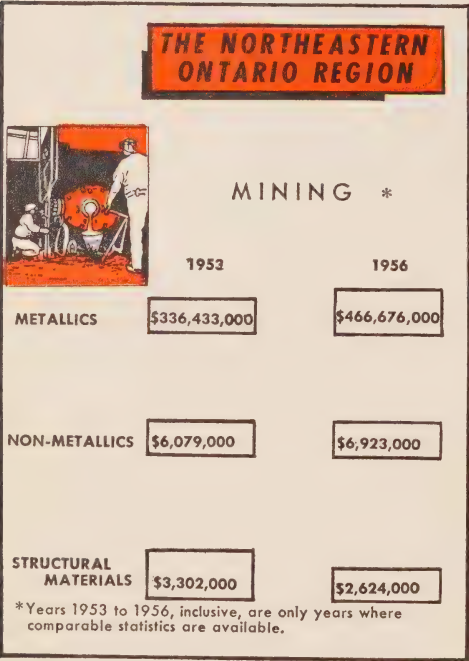 THE NORTHEASTERN
ONTARIO REGION
MINING *
1953 1956
METALLICS $336,433,000 $466,676,000
NON-METALLICS $6,079,000 $6,923,000
STRUCTURAL
MATERIALS $3,302,000 $2,624,000
*Years 1953 to 1956, inclusive, are only years where
comparable statistics are available.